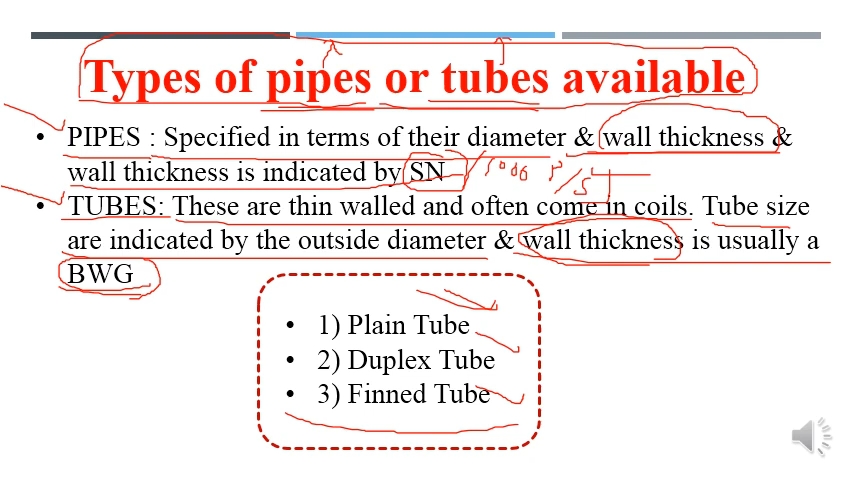 Types of pipes or tubes available
• PIPES : Specified in terms of their diameter & wall thickness &
wall thickness is indicated by SN
• TUBES: These are thin walled and often come in coils. Tube size
are indicated by the outside diameter & wall thickness is usually a
BWG
• 1) Plain Tube
• 2) Duplex Tube
• 3) Finned Tube